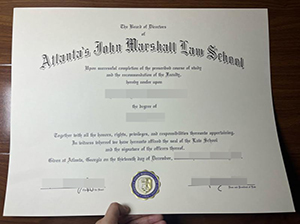 The Board of Directors
of
Atlanta's John Marshall Law School
Upon successful completion of the prescribed course of study
and the recommendation of the Faculty,
hereby confer upon
the degree of
Together with all the honors, rights, privileges, and responsibilities thereunto appertaining.
In witness whereof we have hereunto affixed the seal of the Law School
and the signature of the officers thereof.
Given at Atlanta, Georgia on the thirteenth day of December,